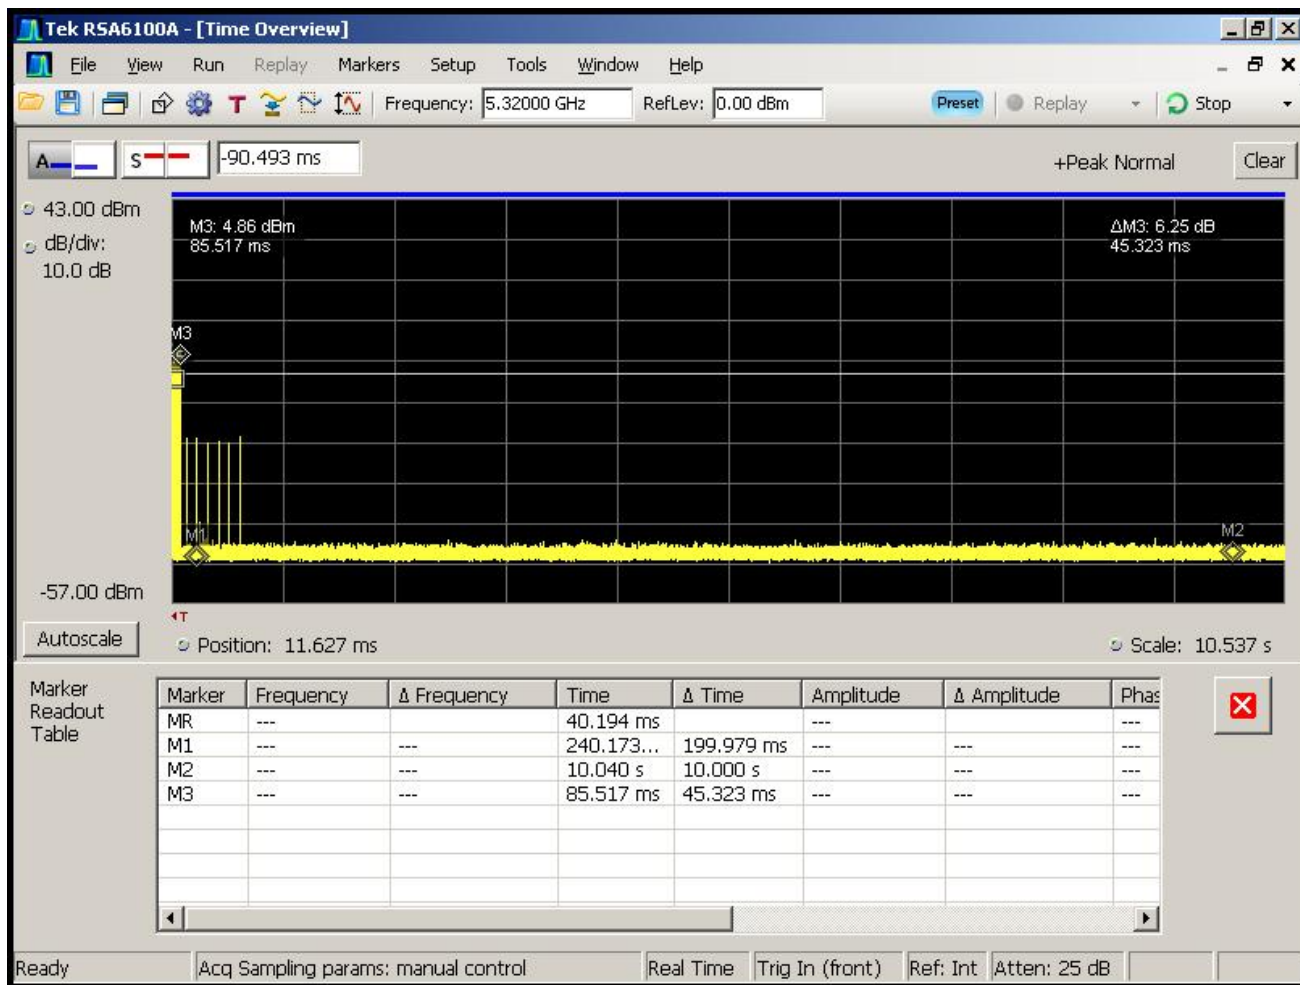 Tek RSA6100A - [Time Overview]
File View Run Replay Markers Setup Tools Window Help
T Frequency: 5.32000 GHz RefLev: 0.00 dBm Preset Replay Stop
A S -90.493 ms +Peak Normal Clear
43.00 dBm
dB/div:
10.0 dB
M3: 4.86 dBm
85.517 ms
ΔM3: 6.25 dB
45.323 ms
M3
M1
M2
-57.00 dBm
T
Autoscale Position: 11.627 ms Scale: 10.537 s
Marker
Readout
Table
Marker Frequency Δ Frequency Time Δ Time Amplitude Δ Amplitude Phas
MR --- 40.194 ms --- ---
M1 --- --- 240.173... 199.979 ms --- --- ---
M2 --- --- 10.040 s 10.000 s --- --- ---
M3 --- --- 85.517 ms 45.323 ms --- --- ---
Ready Acq Sampling params: manual control Real Time Trig In (front) Ref: Int Atten: 25 dB